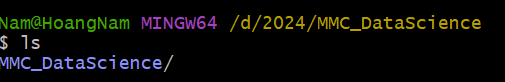 Nam@HoangNam MINGW64 /d/2024/MMC_DataScience
$ ls
MMC_DataScience/